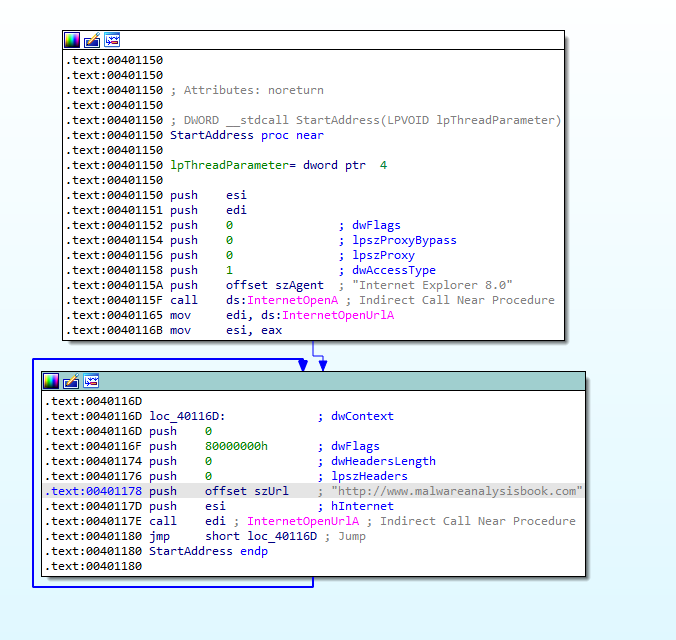 .text:00401150
.text:00401150
.text:00401150 ; Attributes: noreturn
.text:00401150
.text:00401150 ; DWORD __stdcall StartAddress(LPVOID lpThreadParameter)
.text:00401150 StartAddress proc near
.text:00401150
.text:00401150 lpThreadParameter= dword ptr  4
.text:00401150
.text:00401150 push    esi
.text:00401151 push    edi
.text:00401152 push    0               ; dwFlags
.text:00401154 push    0               ; lpszProxyBypass
.text:00401156 push    0               ; lpszProxy
.text:00401158 push    1               ; dwAccessType
.text:0040115A push    offset szAgent  ; "Internet Explorer 8.0"
.text:0040115F call    ds:InternetOpenA ; Indirect Call Near Procedure
.text:00401165 mov     edi, ds:InternetOpenUrlA
.text:0040116B mov     esi, eax
.text:0040116D
.text:0040116D loc_40116D:             ; dwContext
.text:0040116D push    0
.text:0040116F push    80000000h       ; dwFlags
.text:00401174 push    0               ; dwHeadersLength
.text:00401176 push    0               ; lpszHeaders
.text:00401178 push    offset szUrl    ; "http://www.malwareanalysisbook.com"
.text:0040117D push    esi             ; hInternet
.text:0040117E call    edi ; InternetOpenUrlA ; Indirect Call Near Procedure
.text:00401180 jmp     short loc_40116D ; Jump
.text:00401180 StartAddress endp
.text:00401180